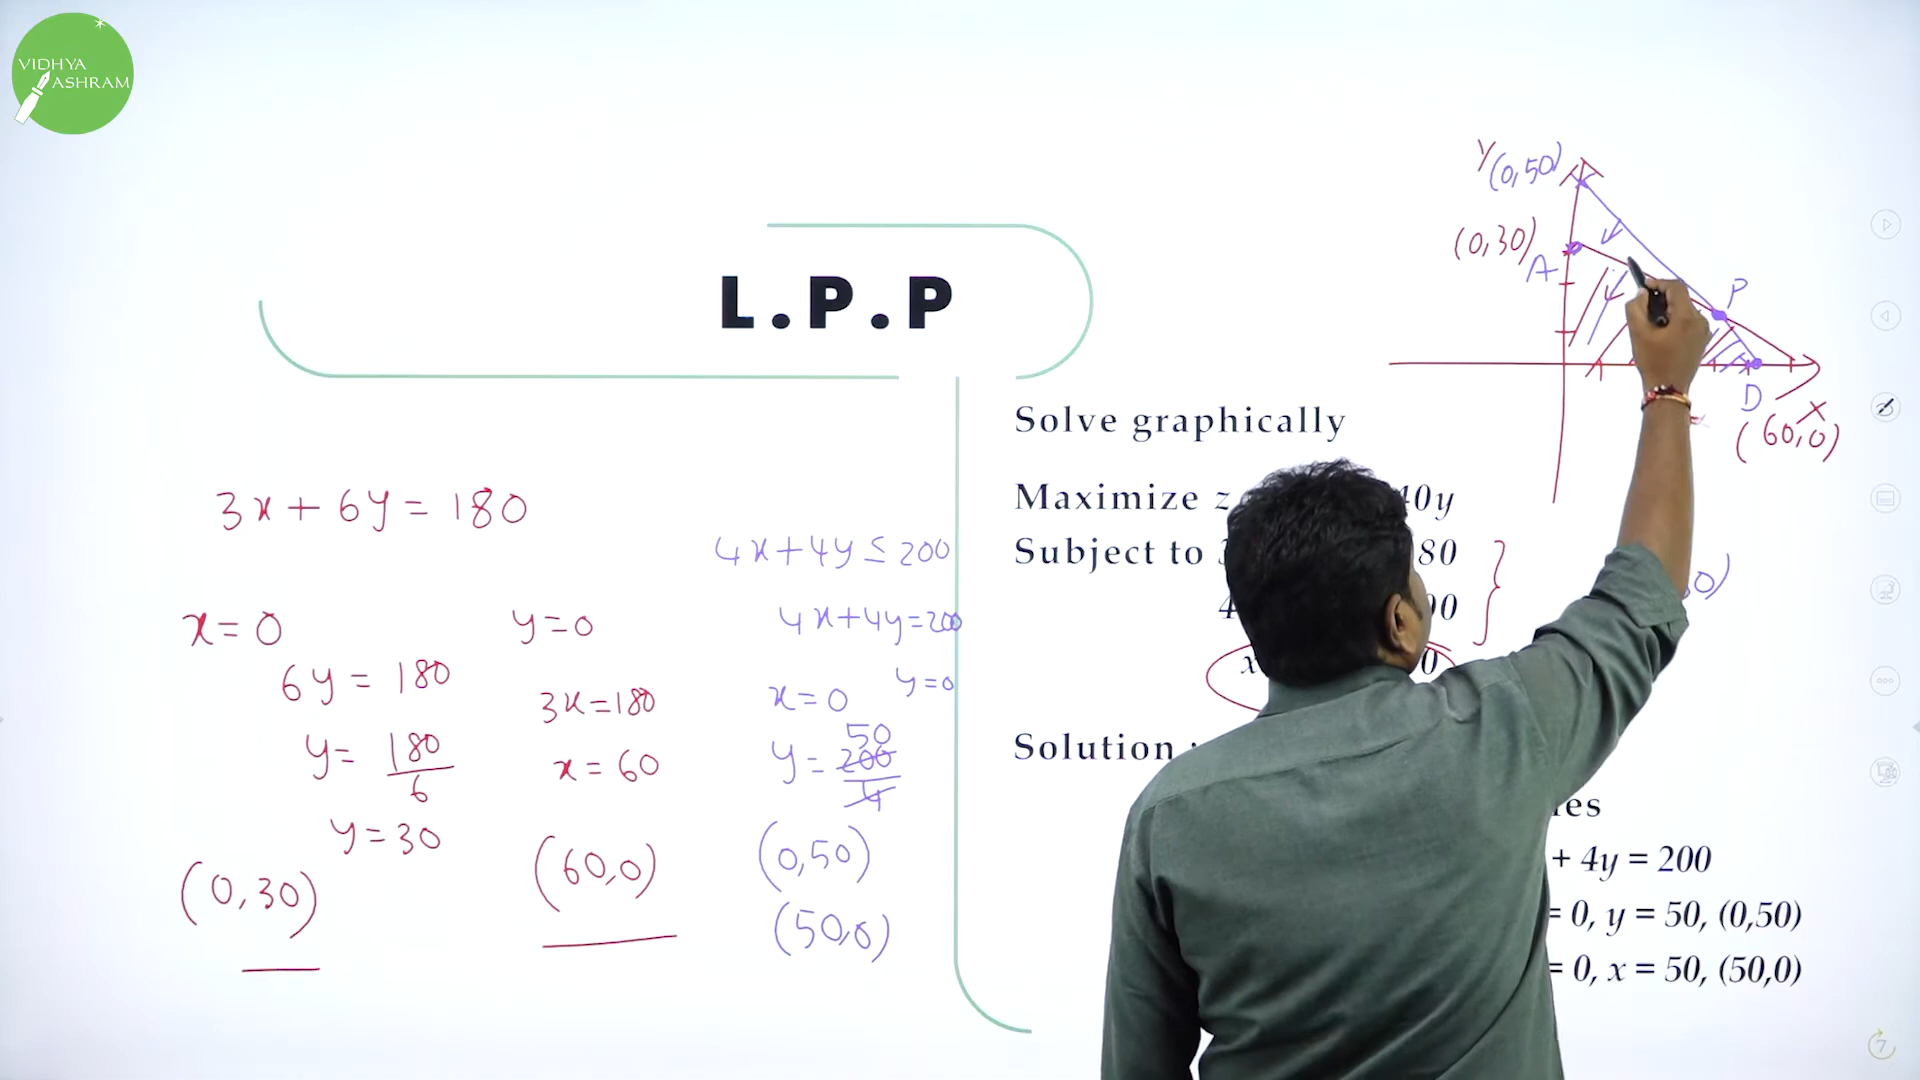 VIDHYA
ASHRAM
L.P.P
Y
(0,50)
(0,30)
A
P
D
X
(60,0)
Solve graphically
Maximize z 40y
Subject to 80
4 00
x 0
Solution :
+ 4y = 200
= 0, y = 50, (0,50)
= 0, x = 50, (50,0)
3x + 6y = 180
x = 0
6y = 180
y = 180
6
y = 30
(0,30)
y = 0
3x = 180
x = 60
(60,0)
4x + 4y ≤ 200
4x + 4y = 200
x = 0
y = 0
50
y = 200
4
(0,50)
(50,0)
7